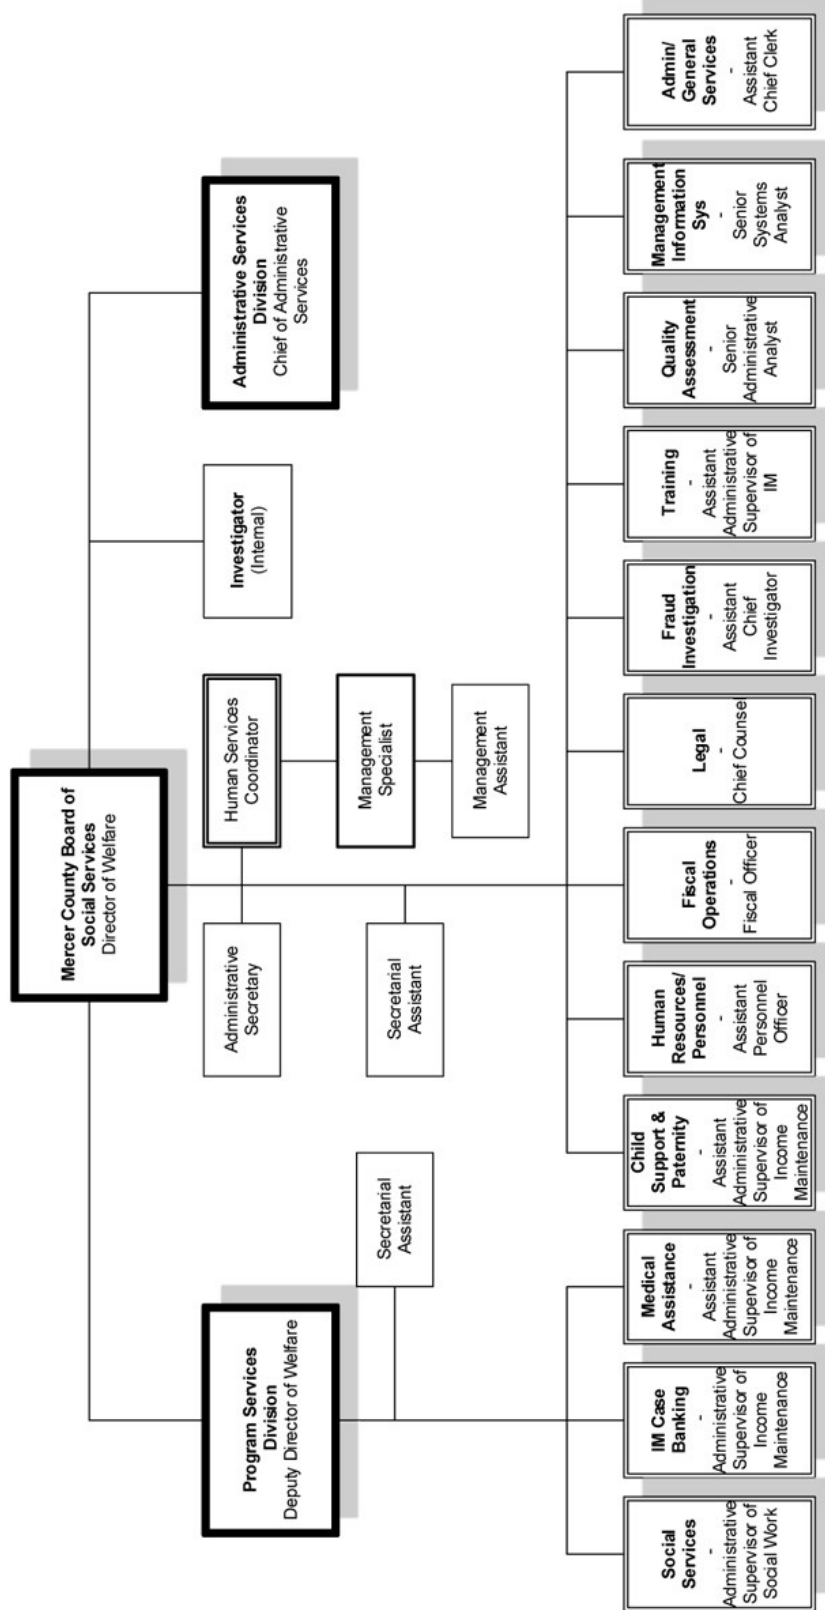 Mercer County Board of
Social Services
Director of Welfare
Program Services
Division
Deputy Director of Welfare
Administrative
Secretary
Human Services
Coordinator
Investigator
(Internal)
Administrative Services
Division
Chief of Administrative
Services
Secretarial
Assistant
Secretarial
Assistant
Management
Specialist
Management
Assistant
Social
Services
-
Administrative
Supervisor of
Social Work
IM Case
Banking
-
Administrative
Supervisor of
Income
Maintenance
Medical
Assistance
-
Assistant
Administrative
Supervisor of
Income
Maintenance
Child
Support &
Paternity
-
Assistant
Administrative
Supervisor of
Income
Maintenance
Human
Resources/
Personnel
-
Assistant
Personnel
Officer
Fiscal
Operations
-
Fiscal Officer
Legal
-
Chief Counsel
Fraud
Investigation
-
Assistant
Chief
Investigator
Training
-
Assistant
Administrative
Supervisor of
IM
Quality
Assessment
-
Senior
Administrative
Analyst
Management
Information
Sys
-
Senior
Systems
Analyst
Admin/
General
Services
-
Assistant
Chief Clerk